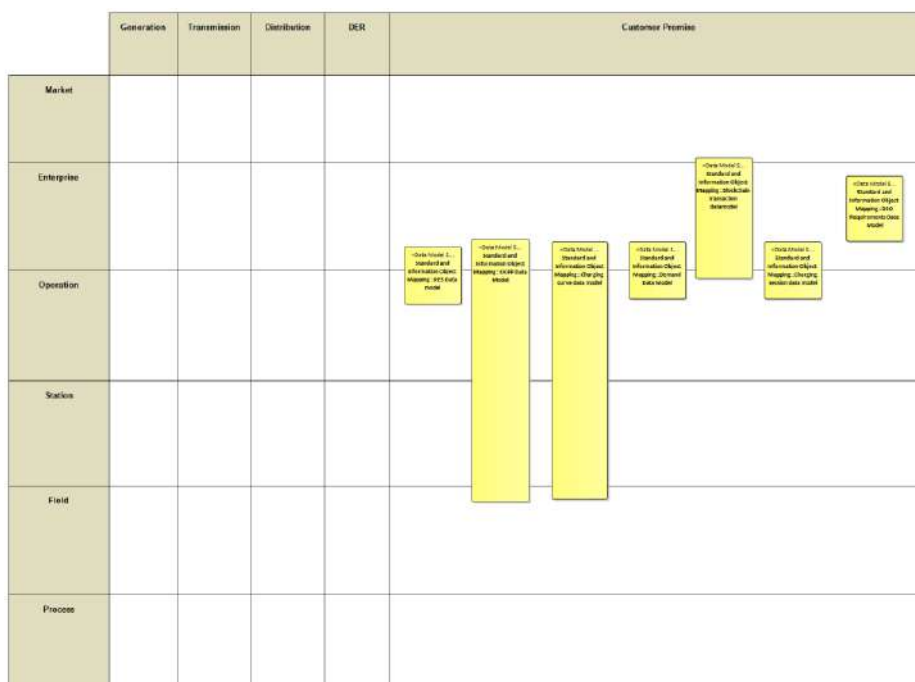 Generation Transmission Distribution DER Customer Premise
Market
Enterprise
Operation
Station
Field
Process
«Data Model S...
Standard and
Information Object
Mapping :: RES Data
model
«Data Model S...
Standard and
Information Object
Mapping :: Data
Model
«Data Model ...
Standard and
Information Object
Mapping :: Charging
curve data model
«Data Model S...
Standard and
Information Object
Mapping :: Demand
Data Model
«Data Model S...
Standard and
Information Object
Mapping :: Blockchain
transaction
datamodel
«Data Model S...
Standard and
Information Object
Mapping :: Charging
session data model
«Data Model S...
Standard and
Information Object
Mapping :: DSO
Requirements Data
Model